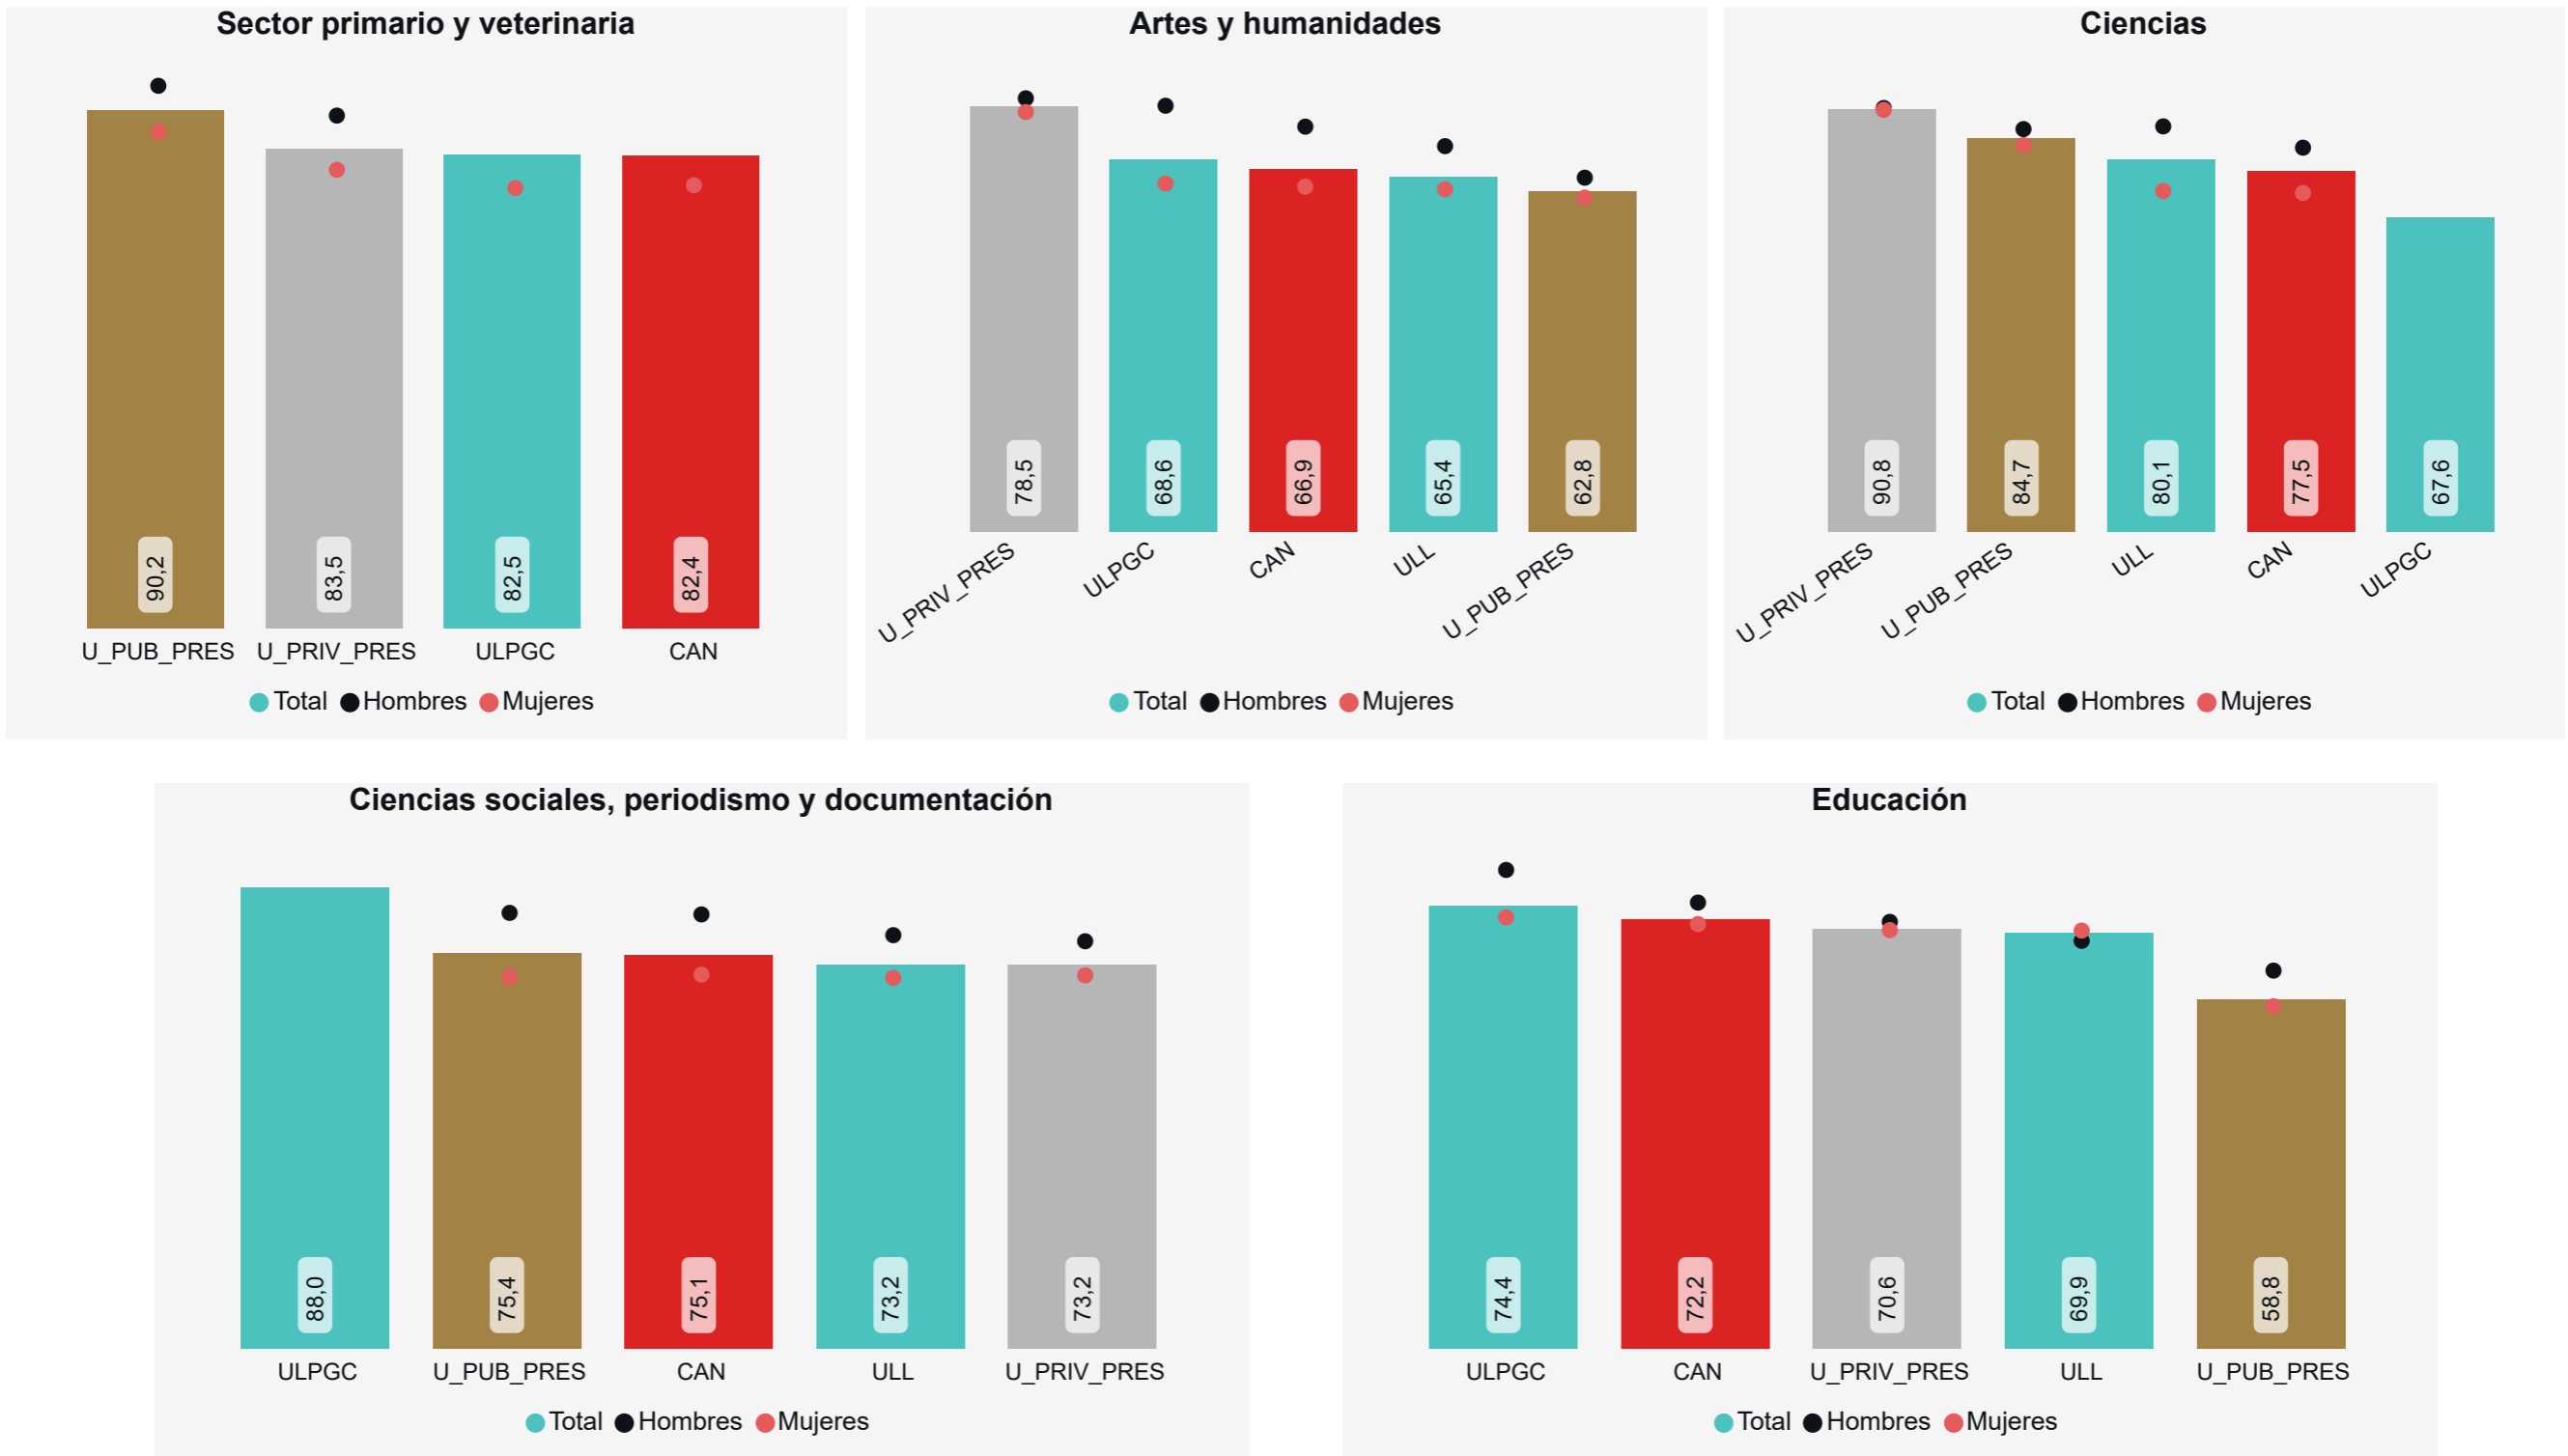 Sector primario y veterinaria
90,2
83,5
82,5
82,4
U_PUB_PRES U_PRIV_PRES ULPGC CAN
Total Hombres Mujeres
Artes y humanidades
78,5
68,6
66,9
65,4
62,8
U_PRIV_PRES ULPGC CAN ULL U_PUB_PRES
Total Hombres Mujeres
Ciencias
90,8
84,7
80,1
77,5
67,6
U_PRIV_PRES U_PUB_PRES ULL CAN ULPGC
Total Hombres Mujeres
Ciencias sociales, periodismo y documentación
88,0
75,4
75,1
73,2
73,2
ULPGC U_PUB_PRES CAN ULL U_PRIV_PRES
Total Hombres Mujeres
Educación
74,4
72,2
70,6
69,9
58,8
ULPGC CAN U_PRIV_PRES ULL U_PUB_PRES
Total Hombres Mujeres